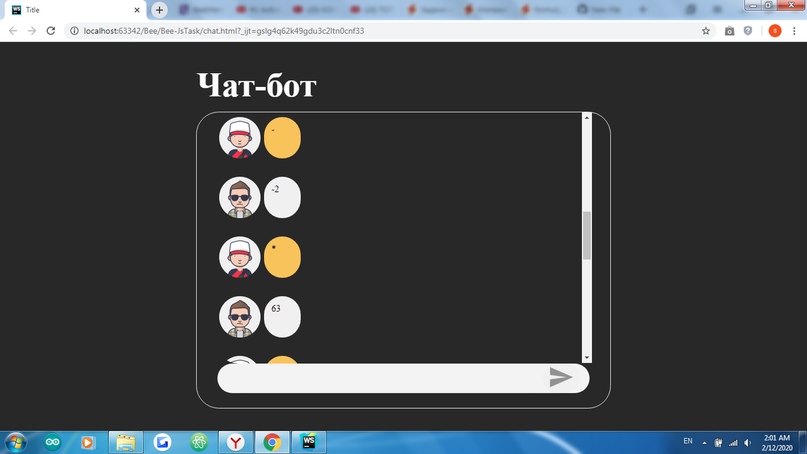 Title
localhost:63342/Bee/Bee-JsTask/chat.html?_ijt=gslg4q62k49gdu3c2ltn0cnf33
Чат-бот
-
-2
*
63
EN
2:01 AM
2/12/2020